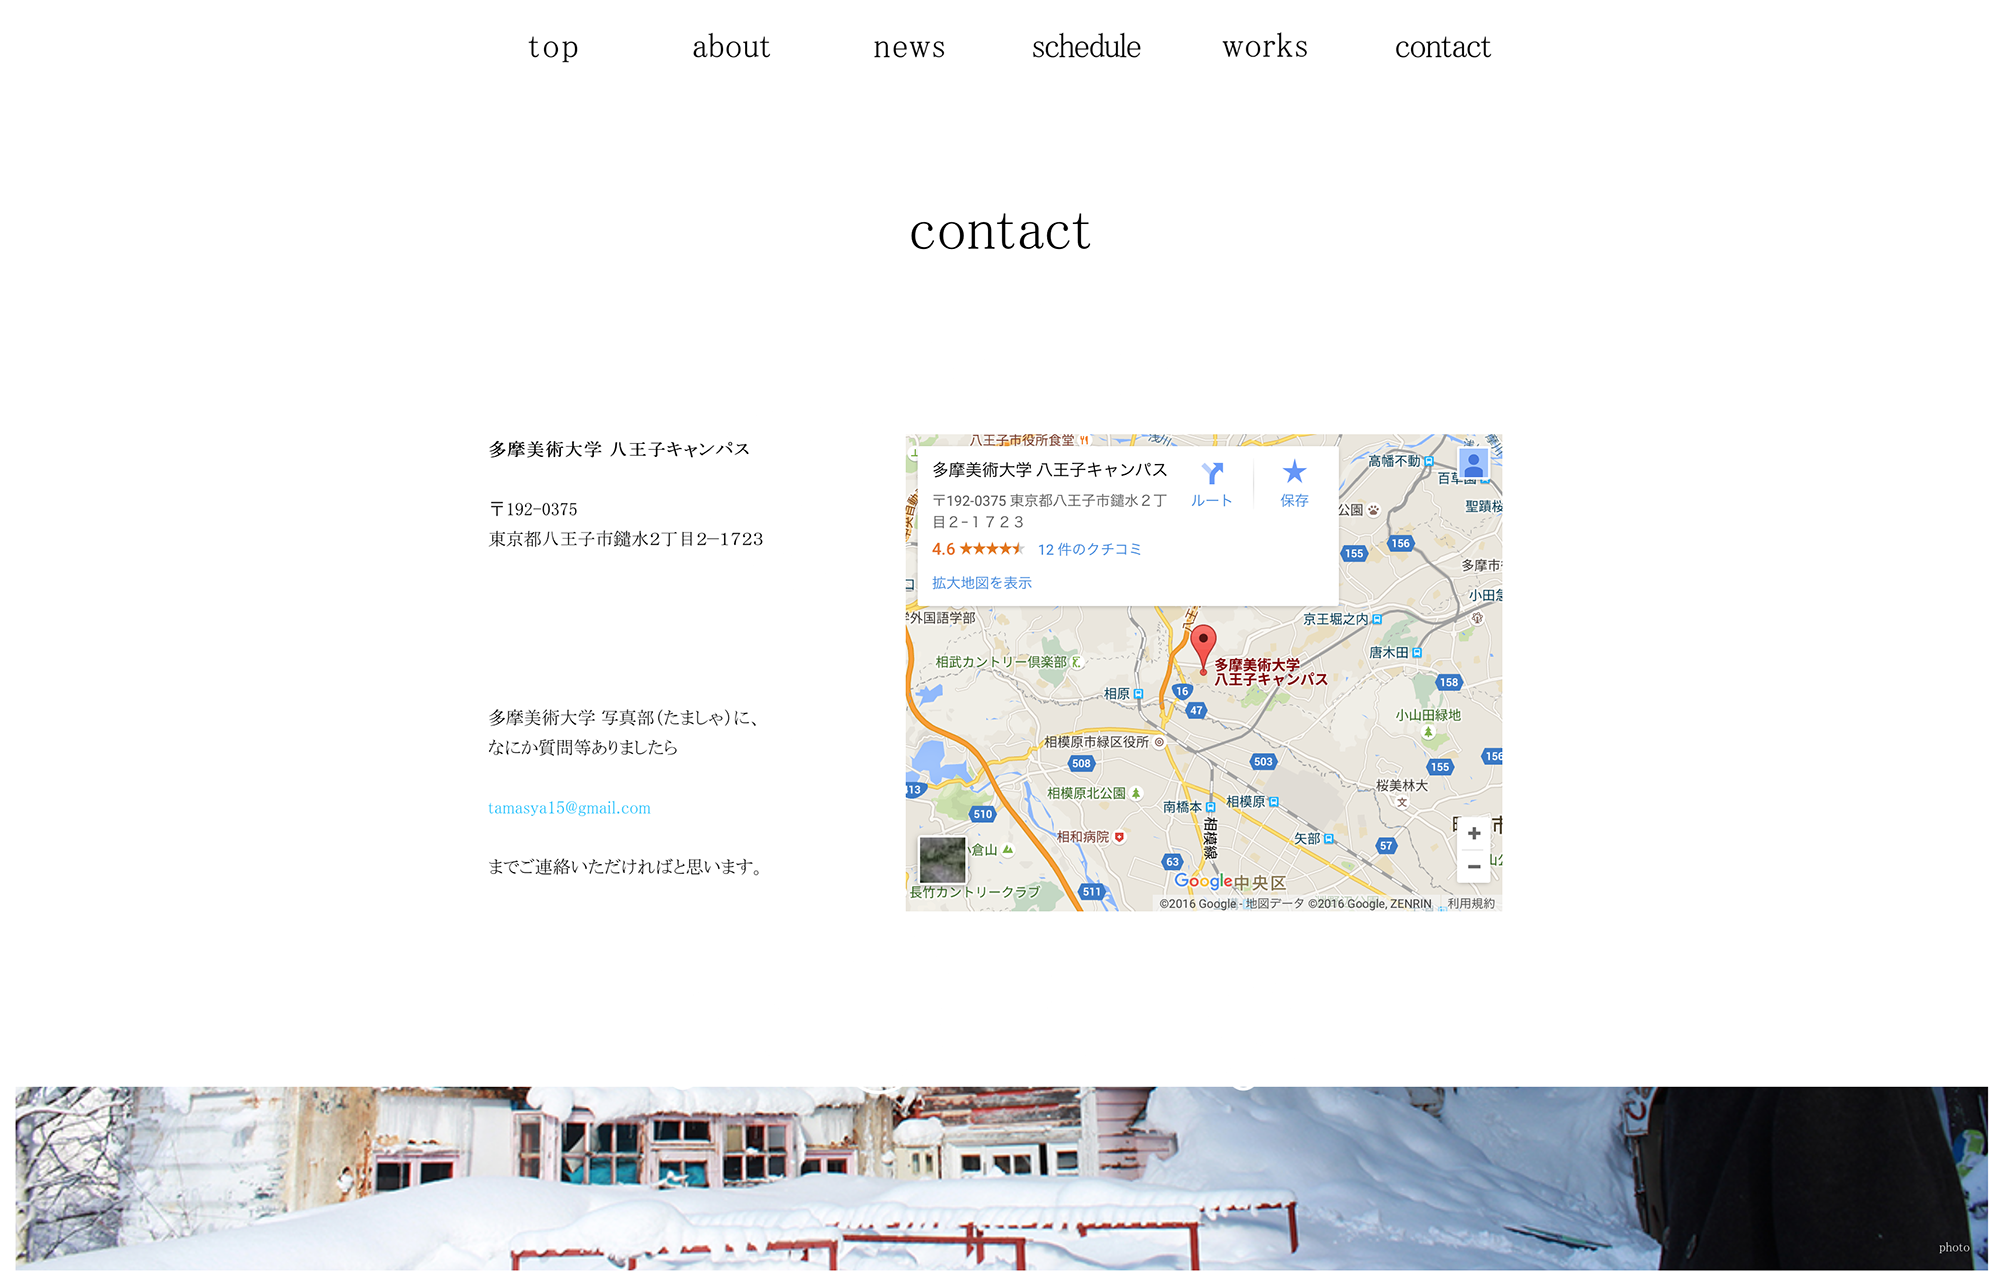 top about news schedule works contact
contact
多摩美術大学 八王子キャンパス
〒192-0375
東京都八王子市鑓水2丁目2−1723
多摩美術大学 写真部（たましゃ）に、
なにか質問等ありましたら
tamasya15@gmail.com
までご連絡いただければと思います。
八王子市役所食堂
浅川
多摩美術大学 八王子キャンパス
〒192-0375 東京都八王子市鑓水２丁
目２−１７２３
4.6
12 件のクチコミ
拡大地図を表示
ルート
保存
高幡不動
百草園
聖蹟桜
公園
155
156
多摩市
小田急
京王堀之内
唐木田
158
学外国語学部
相武カントリー倶楽部
多摩美術大学
八王子キャンパス
相原
16
47
小山田緑地
相模原市緑区役所
508
503
155
156
413
桜美林大
相模原北公園
510
南橋本
相模原
相模線
相和病院
矢部
57
小倉山
63
中央区
長竹カントリークラブ
511
Google
©2016 Google - 地図データ ©2016 Google, ZENRIN 利用規約
photo